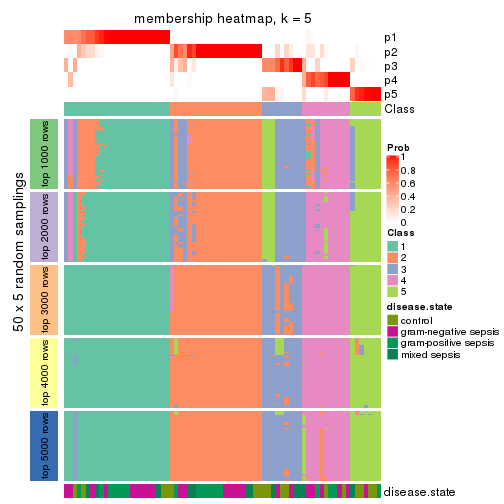 membership heatmap, k = 5
p1
p2
p3
p4
p5
Class
50 x 5 random samplings
top 1000 rows
top 2000 rows
top 3000 rows
top 4000 rows
top 5000 rows
disease.state
Prob
1
0.8
0.6
0.4
0.2
0
Class
1
2
3
4
5
disease.state
control
gram-negative sepsis
gram-positive sepsis
mixed sepsis